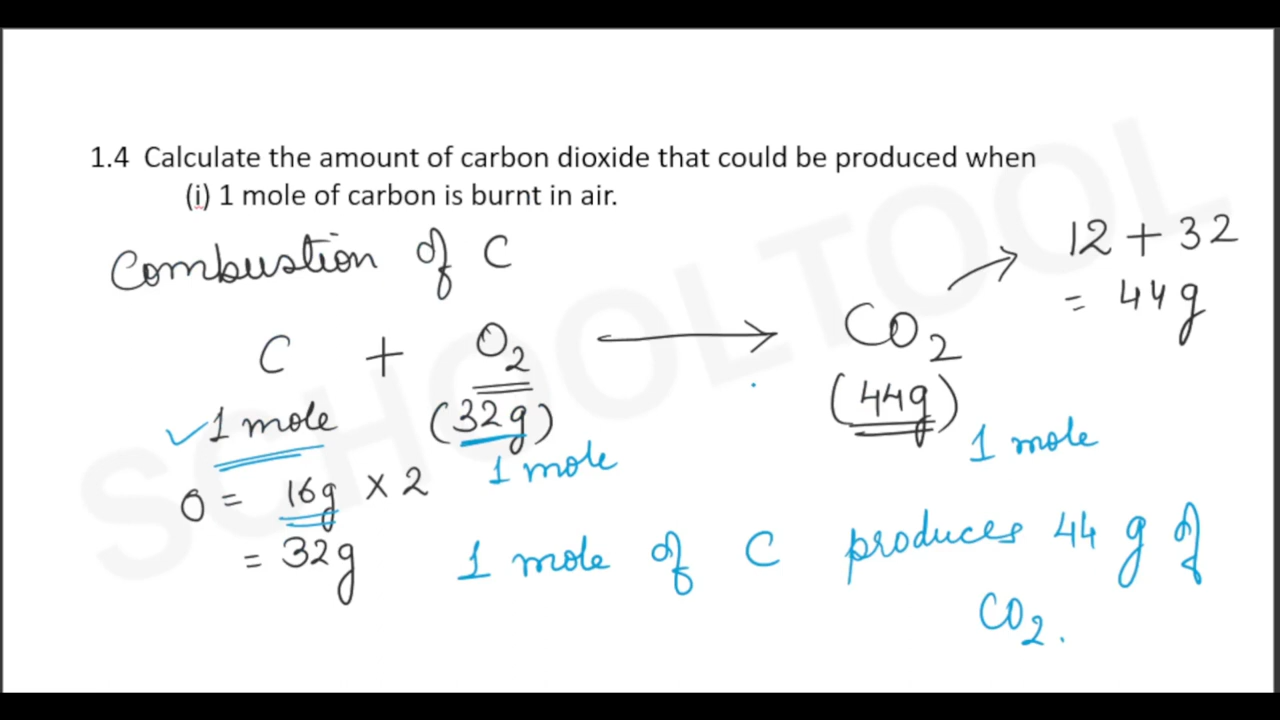 1.4 Calculate the amount of carbon dioxide that could be produced when
(i) 1 mole of carbon is burnt in air.
Combustion of C
12 + 32
= 44g
C + O2 ⟶ CO2
1 mole (32g) (44g)
1 mole 1 mole
O = 16g × 2
= 32g
1 mole of C produces 44 g of
CO2.
SCHOOLTOOL